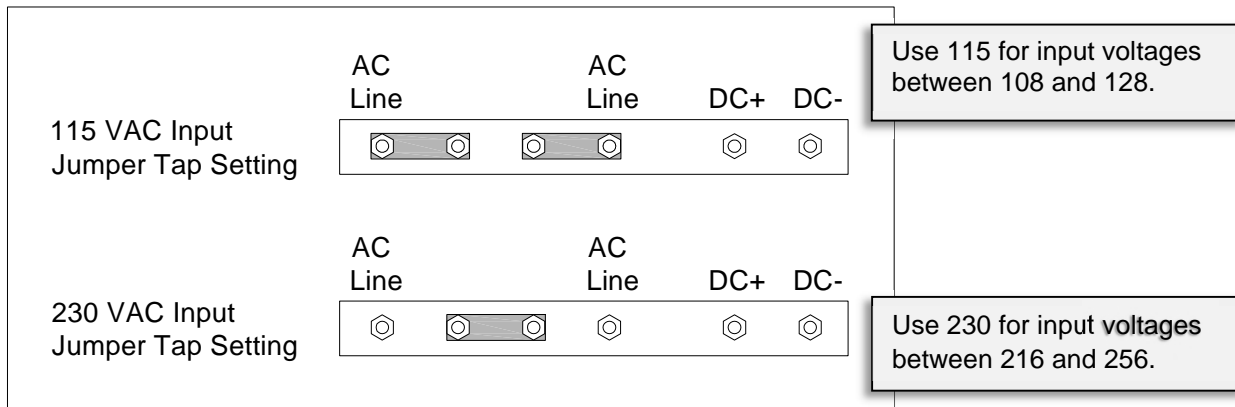 AC
Line
AC
Line
DC+ DC-
115 VAC Input
Jumper Tap Setting
Use 115 for input voltages
between 108 and 128.
AC
Line
AC
Line
DC+ DC-
230 VAC Input
Jumper Tap Setting
Use 230 for input voltages
between 216 and 256.